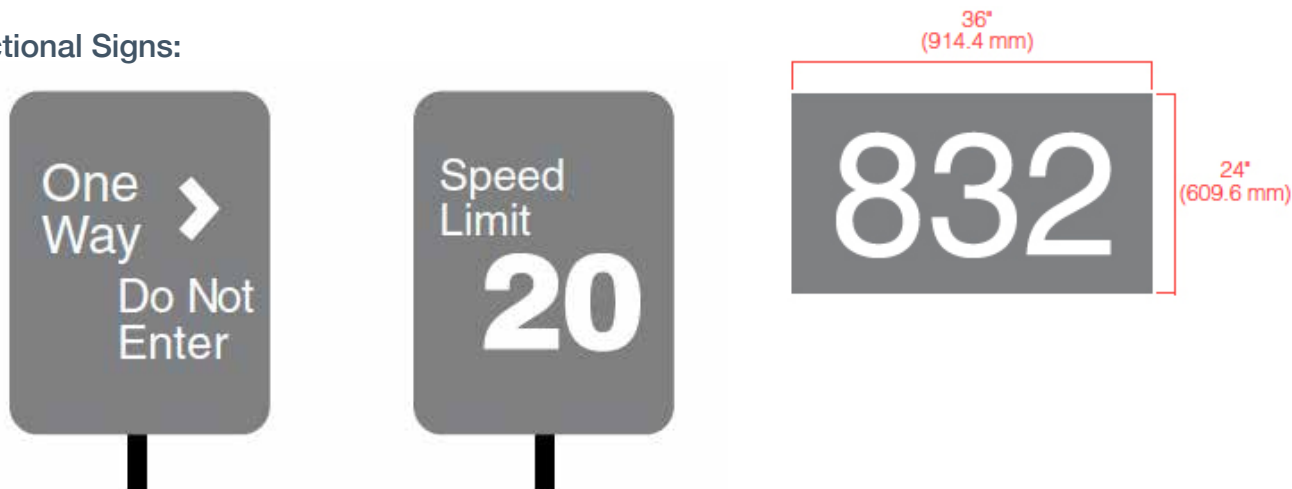 ctional Signs:
One
Way
Do Not
Enter
Speed
Limit
20
36"
(914.4 mm)
832
24"
(609.6 mm)